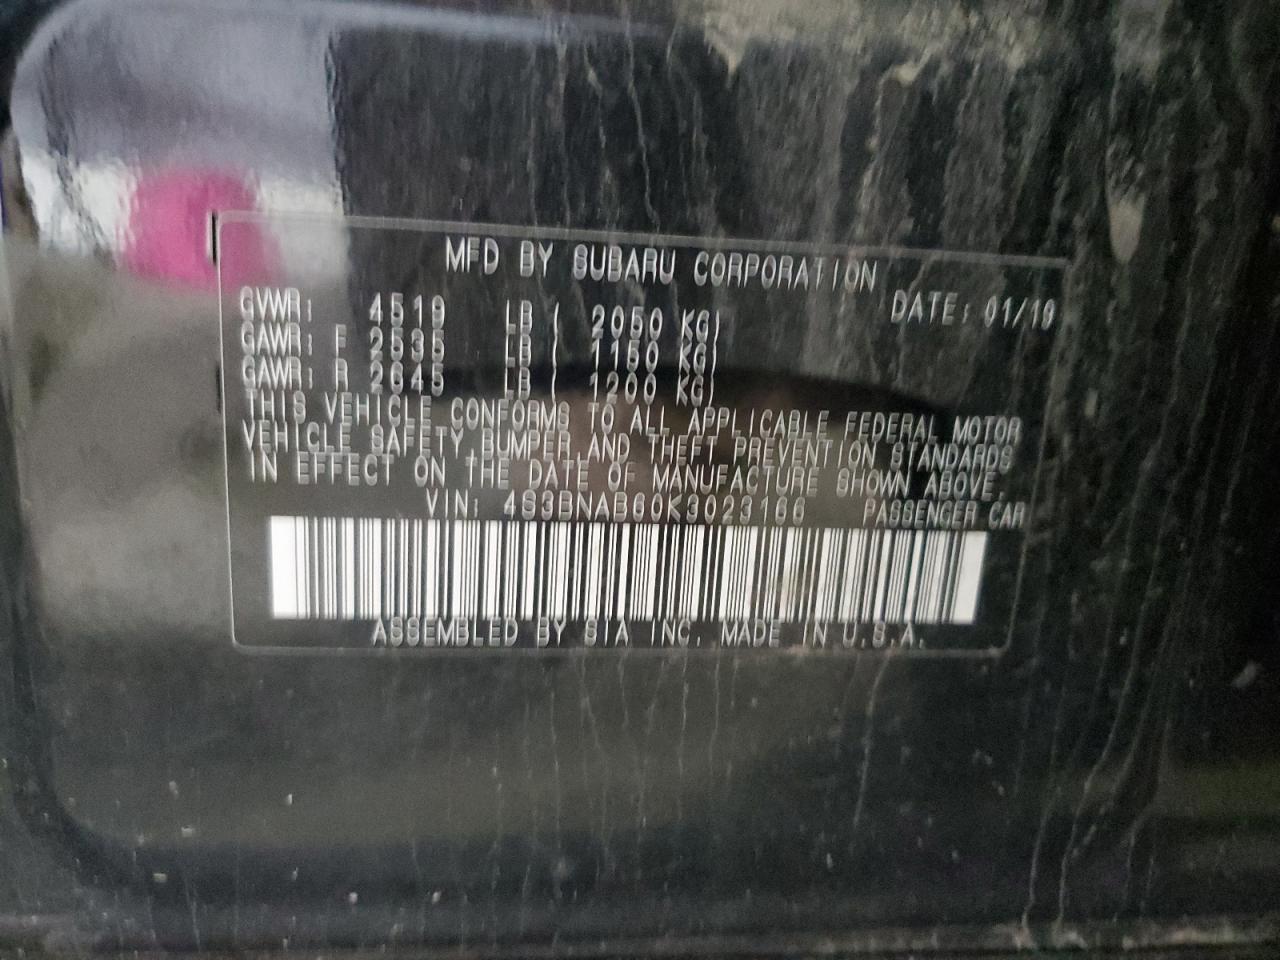 MFD BY SUBARU CORPORATION
DATE: 01/19
GVWR: 4519 LB ( 2050 KG)
GAWR: F 2535 LB ( 1150 KG)
GAWR: R 2645 LB ( 1200 KG)
THIS VEHICLE CONFORMS TO ALL APPLICABLE FEDERAL MOTOR
VEHICLE SAFETY, BUMPER, AND THEFT PREVENTION STANDARDS
IN EFFECT ON THE DATE OF MANUFACTURE SHOWN ABOVE.
VIN: 4S3BNAB60K3023166 PASSENGER CAR
ASSEMBLED BY SIA INC. MADE IN U.S.A.